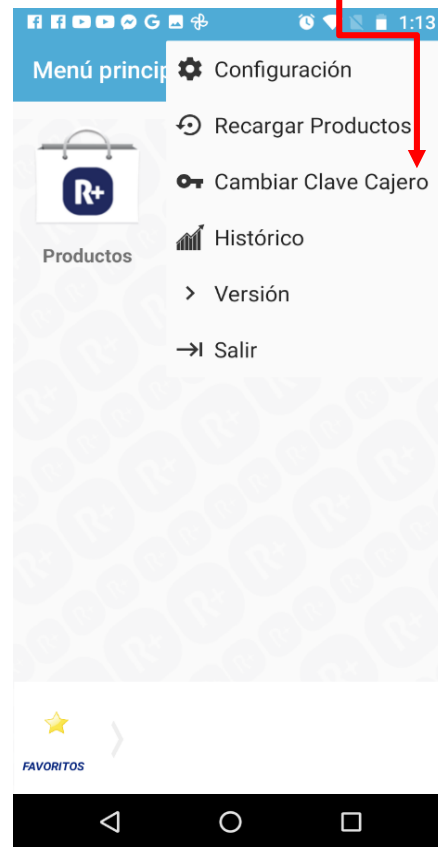 1:13
Menú princip
Configuración
Recargar Productos
Cambiar Clave Cajero
Histórico
Versión
Salir
R+
Productos
FAVORITOS